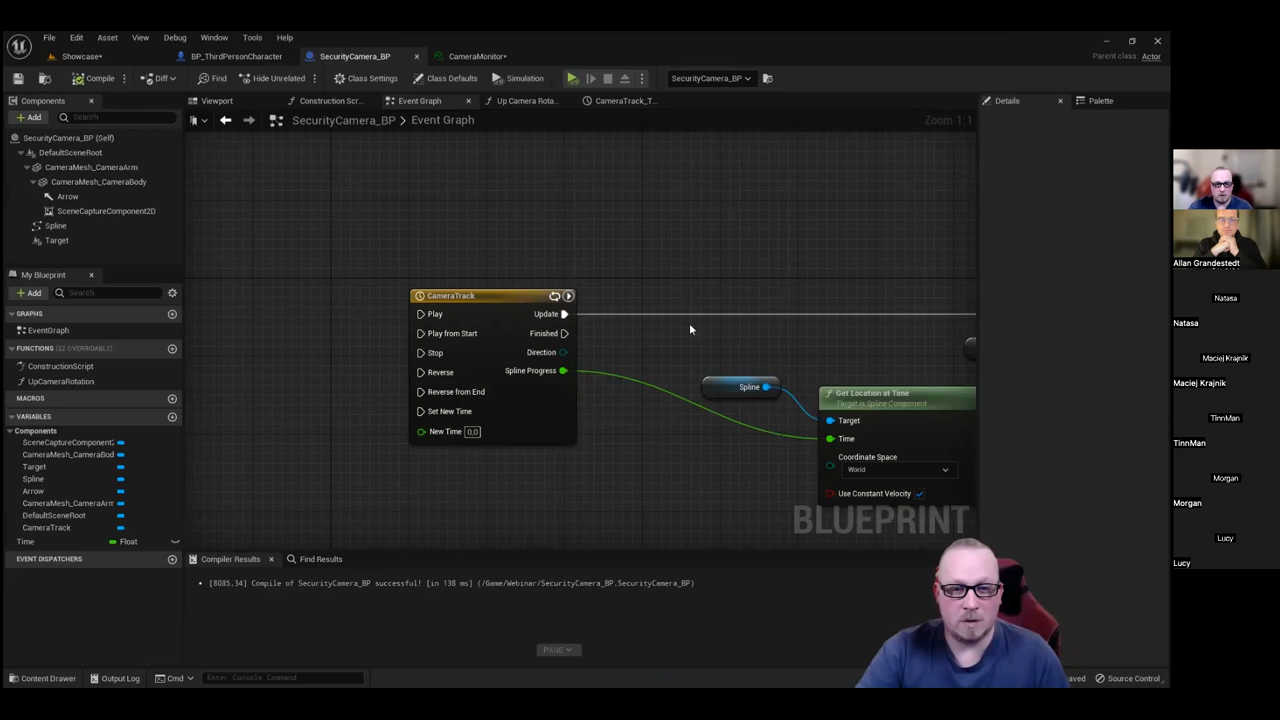 File Edit Asset View Debug Window Tools Help
Showcase* BP_ThirdPersonCharacter SecurityCamera_BP CameraMonitor*
Parent class: Actor
Compile Diff Find Hide Unrelated Class Settings Class Defaults Simulation SecurityCamera_BP
Components
Add Search
SecurityCamera_BP (Self)
DefaultSceneRoot
CameraMesh_CameraArm
CameraMesh_CameraBody
Arrow
SceneCaptureComponent2D
Spline
Target
My Blueprint
Add Search
GRAPHS
EventGraph
FUNCTIONS (22 OVERRIDABLE)
ConstructionScript
UpCameraRotation
MACROS
VARIABLES
Components
SceneCaptureComponent2
CameraMesh_CameraBod
Target
Spline
Arrow
CameraMesh_CameraArm
DefaultSceneRoot
CameraTrack
Time Float
EVENT DISPATCHERS
Viewport Construction Scr... Event Graph Up Camera Rota... CameraTrack_T...
SecurityCamera_BP > Event Graph
Zoom 1:1
CameraTrack
Play Update
Play from Start Finished
Stop Direction
Reverse Spline Progress
Reverse from End
Set New Time
New Time 0,0
Spline
Get Location at Time
Target is Spline Component
Target
Time
Coordinate Space
World
Use Constant Velocity
BLUEPRINT
Details Palette
Compiler Results Find Results
[8085,34] Compile of SecurityCamera_BP successful! [in 138 ms] (/Game/Webinar/SecurityCamera_BP.SecurityCamera_BP)
PAGE
Content Drawer Output Log Cmd Enter Console Command
Source Control
Allan Grandestedt
Natasa
Natasa
Maciej Krajnik
Maciej Krajnik
TinnMan
TinnMan
Morgan
Morgan
Lucy
Lucy